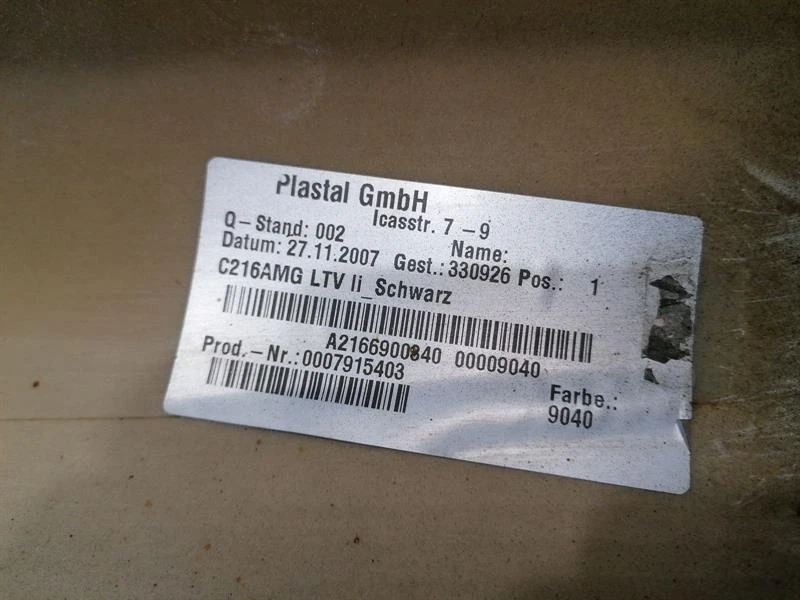 Plastal GmbH
Icasstr. 7-9
Q-Stand: 002
Name:
Datum: 27.11.2007 Gest.: 330926 Pos.: 1
C216AMG LTV li_Schwarz
A2166900840 00009040
Prod.-Nr.:0007915403
Farbe.:
9040